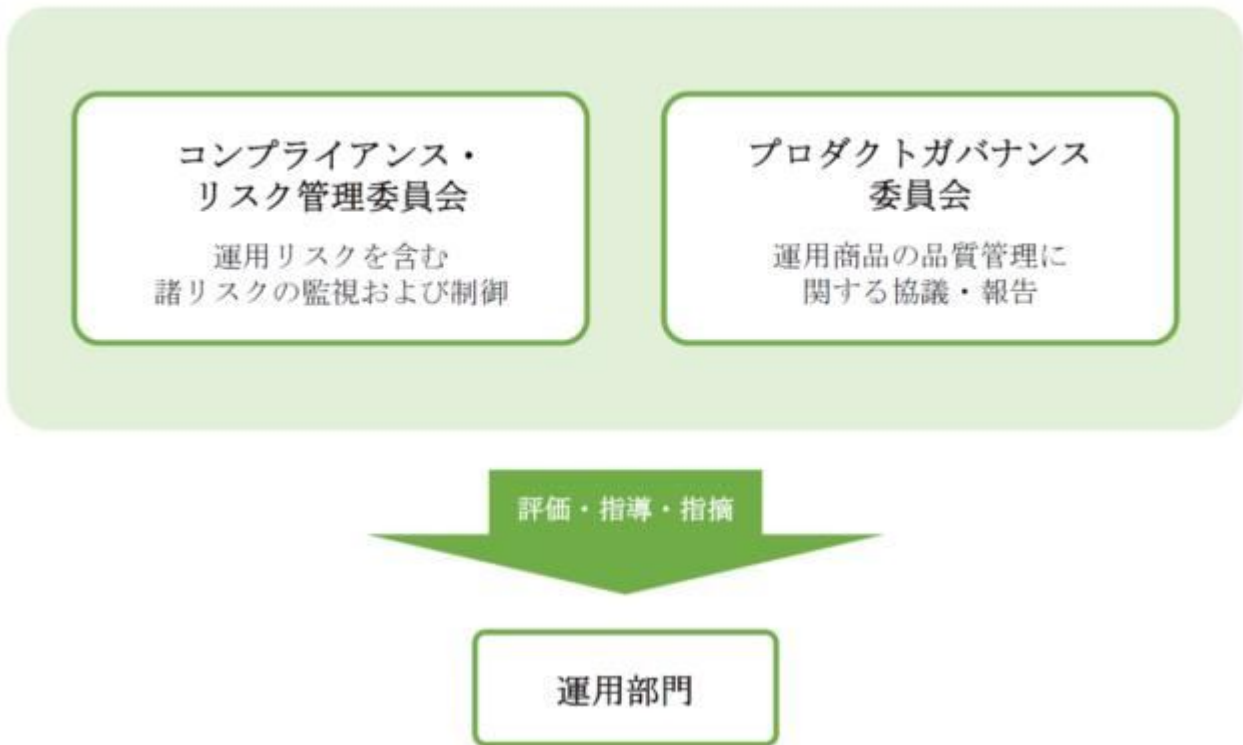 コンプライアンス・
リスク管理委員会
運用リスクを含む
諸リスクの監視および制御
プロダクトガバナンス
委員会
運用商品の品質管理に
関する協議・報告
評価・指導・指摘
運用部門